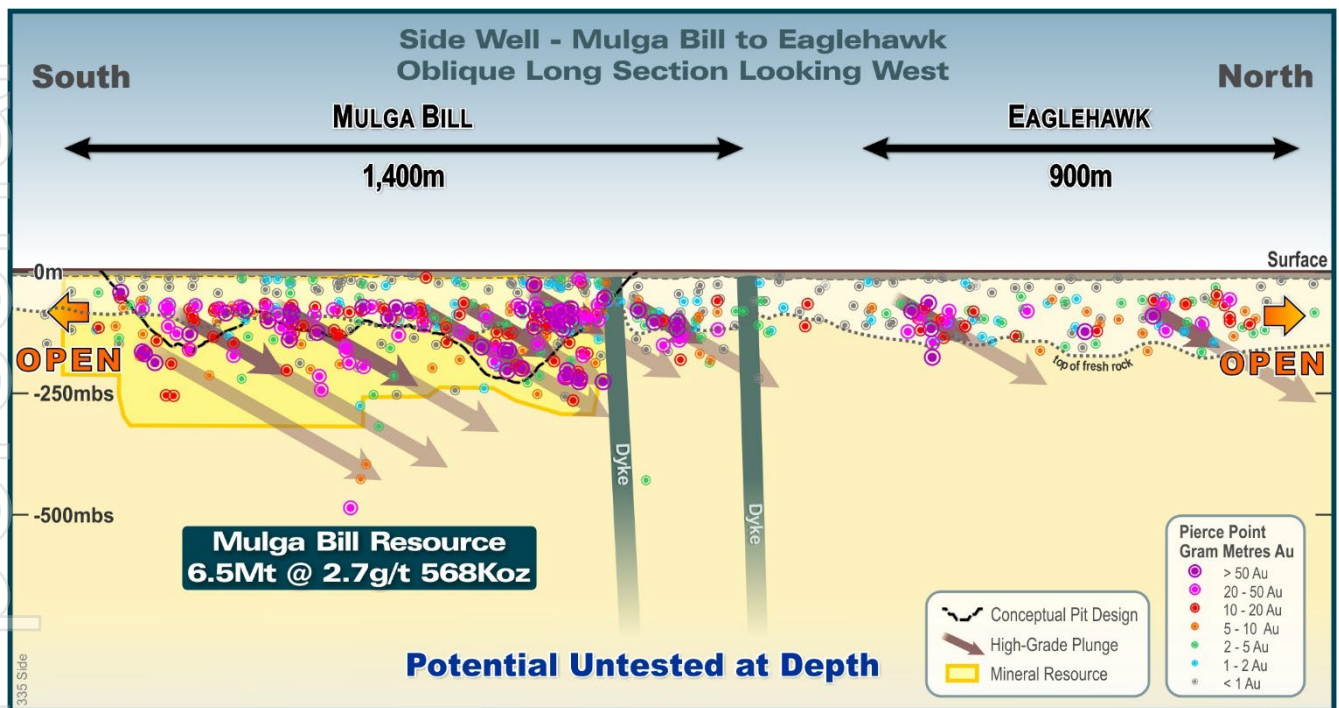 Side Well - Mulga Bill to Eaglehawk
Oblique Long Section Looking West
South
North
MULGA BILL
EAGLEHAWK
1,400m
900m
Surface
0m
OPEN
OPEN
top of fresh rock
-250mbs
Dyke
Dyke
-500mbs
Mulga Bill Resource
6.5Mt @ 2.7g/t 568Koz
Potential Untested at Depth
Conceptual Pit Design
High-Grade Plunge
Mineral Resource
Pierce Point
Gram Metres Au
> 50 Au
20 - 50 Au
10 - 20 Au
5 - 10 Au
2 - 5 Au
1 - 2 Au
< 1 Au
335 Side